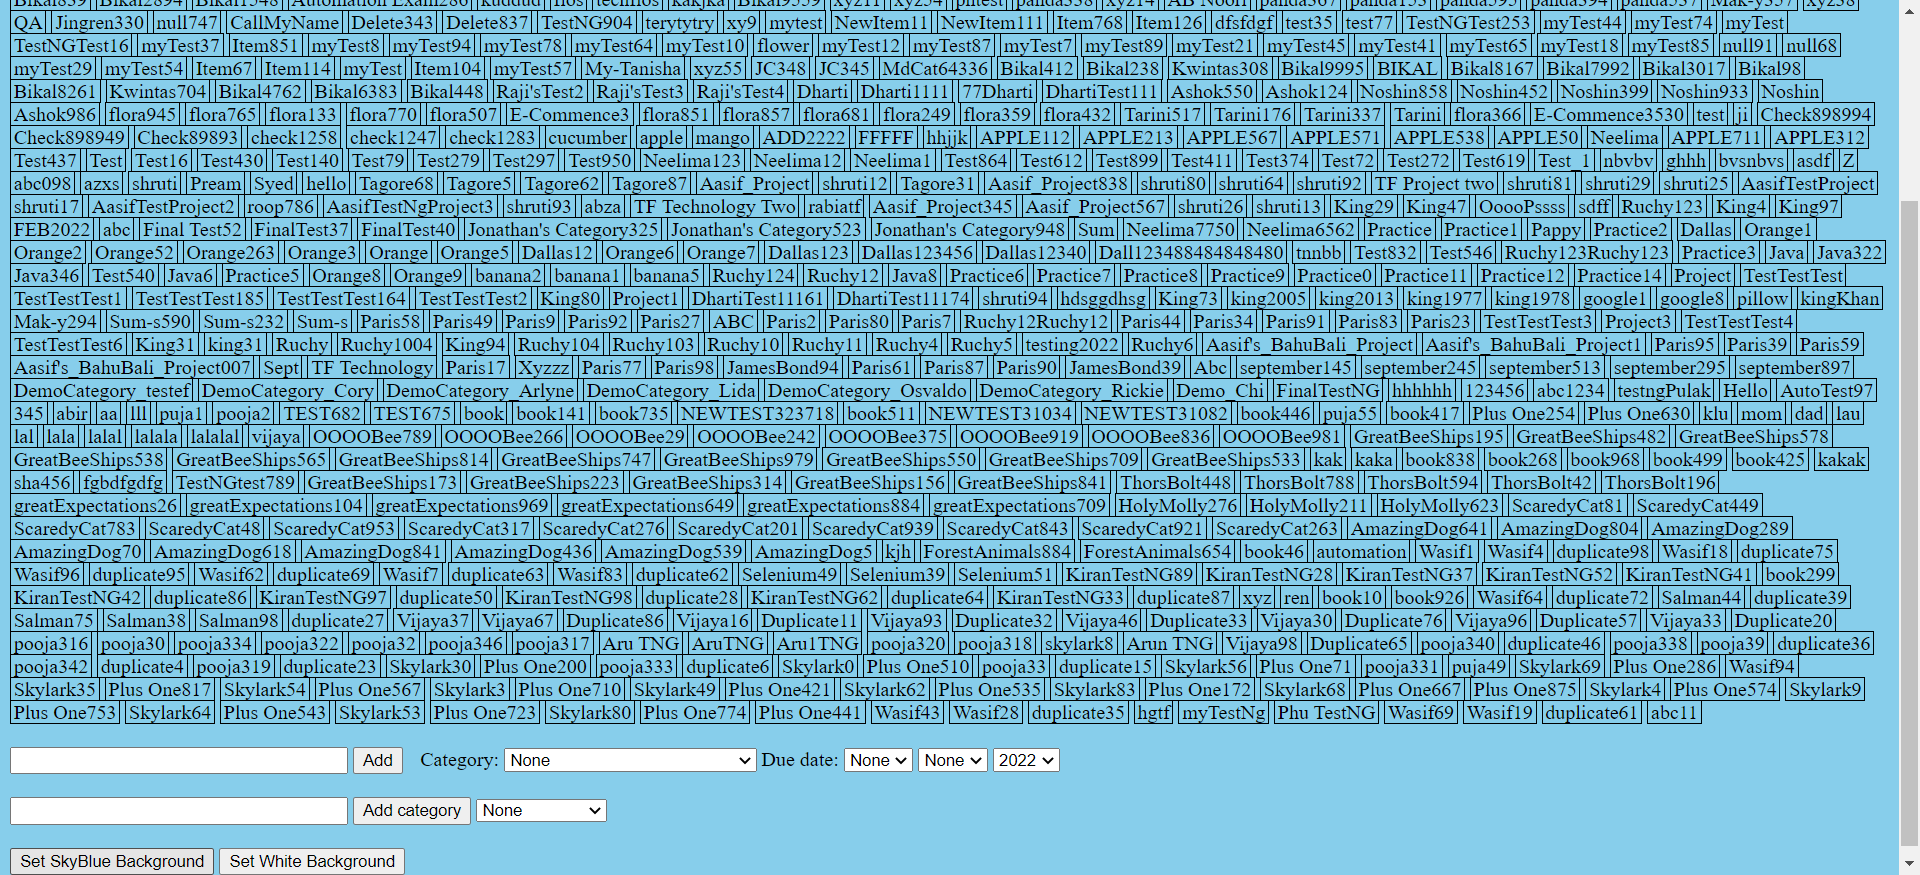 Bikal839 Bikal2894 Bikal1548 Automation Exam286 kuddud flos techflos kakjka Bikal9559 xyz11 xyz54 phtest panda338 xyz14 AB Noori panda367 panda153 panda595 panda394 panda537 Mak-y357 xyz38
QA Jingren330 null747 CallMyName Delete343 Delete837 TestNG904 terytytry xy9 mytest NewItem11 NewItem111 Item768 Item126 dfsfdgf test35 test77 TestNGTest253 myTest44 myTest74 myTest
TestNGTest16 myTest37 Item851 myTest8 myTest94 myTest78 myTest64 myTest10 flower myTest12 myTest87 myTest7 myTest89 myTest21 myTest45 myTest41 myTest65 myTest18 myTest85 null91 null68
myTest29 myTest54 Item67 Item114 myTest Item104 myTest57 My-Tanisha xyz55 JC348 JC345 MdCat64336 Bikal412 Bikal238 Kwintas308 Bikal9995 BIKAL Bikal8167 Bikal7992 Bikal3017 Bikal98
Bikal8261 Kwintas704 Bikal4762 Bikal6383 Bikal448 Raji'sTest2 Raji'sTest3 Raji'sTest4 Dharti Dharti1111 77Dharti DhartiTest111 Ashok550 Ashok124 Noshin858 Noshin452 Noshin399 Noshin933 Noshin
Ashok986 flora945 flora765 flora133 flora770 flora507 E-Commence3 flora851 flora857 flora681 flora249 flora359 flora432 Tarini517 Tarini176 Tarini337 Tarini flora366 E-Commence3530 test ji Check898994
Check898949 Check89893 check1258 check1247 check1283 cucumber apple mango ADD2222 FFFFF hhjjk APPLE112 APPLE213 APPLE567 APPLE571 APPLE538 APPLE50 Neelima APPLE711 APPLE312
Test437 Test Test16 Test430 Test140 Test79 Test279 Test297 Test950 Neelima123 Neelima12 Neelima1 Test864 Test612 Test899 Test411 Test374 Test72 Test272 Test619 Test_1 nbvbv ghhh bvsnbvs asdf Z
abc098 azxs shruti Pream Syed hello Tagore68 Tagore5 Tagore62 Tagore87 Aasif_Project shruti12 Tagore31 Aasif_Project838 shruti80 shruti64 shruti92 TF Project two shruti81 shruti29 shruti25 AasifTestProject
shruti17 AasifTestProject2 roop786 AasifTestNgProject3 shruti93 abza TF Technology Two rabiatf Aasif_Project345 Aasif_Project567 shruti26 shruti13 King29 King47 OoooPssss sdff Ruchy123 King4 King97
FEB2022 abc Final Test52 FinalTest37 FinalTest40 Jonathan's Category325 Jonathan's Category523 Jonathan's Category948 Sum Neelima7750 Neelima6562 Practice Practice1 Pappy Practice2 Dallas Orange1
Orange2 Orange52 Orange263 Orange3 Orange Orange5 Dallas12 Orange6 Orange7 Dallas123 Dallas123456 Dallas12340 Dall123488484848480 tnnbb Test832 Test546 Ruchy123Ruchy123 Practice3 Java Java322
Java346 Test540 Java6 Practice5 Orange8 Orange9 banana2 banana1 banana5 Ruchy124 Ruchy12 Java8 Practice6 Practice7 Practice8 Practice9 Practice0 Practice11 Practice12 Practice14 Project TestTestTest
TestTestTest1 TestTestTest185 TestTestTest164 TestTestTest2 King80 Project1 DhartiTest11161 DhartiTest11174 shruti94 hdsggdhsg King73 king2005 king2013 king1977 king1978 google1 google8 pillow kingKhan
Mak-y294 Sum-s590 Sum-s232 Sum-s Paris58 Paris49 Paris9 Paris92 Paris27 ABC Paris2 Paris80 Paris7 Ruchy12Ruchy12 Paris44 Paris34 Paris91 Paris83 Paris23 TestTestTest3 Project3 TestTestTest4
TestTestTest6 King31 king31 Ruchy Ruchy1004 King94 Ruchy104 Ruchy103 Ruchy10 Ruchy11 Ruchy4 Ruchy5 testing2022 Ruchy6 Aasif's_BahuBali_Project Aasif's_BahuBali_Project1 Paris95 Paris39 Paris59
Aasif's_BahuBali_Project007 Sept TF Technology Paris17 Xyzzz Paris77 Paris98 JamesBond94 Paris61 Paris87 Paris90 JamesBond39 Abc september145 september245 september513 september295 september897
DemoCategory_testef DemoCategory_Cory DemoCategory_Arlyne DemoCategory_Lida DemoCategory_Osvaldo DemoCategory_Rickie Demo_Chi FinalTestNG hhhhhh 123456 abc1234 testngPulak Hello AutoTest97
345 abir aa lll puja1 pooja2 TEST682 TEST675 book book141 book735 NEWTEST323718 book511 NEWTEST31034 NEWTEST31082 book446 puja55 book417 Plus One254 Plus One630 klu mom dad lau
lal lala lalal lalala lalalal vijaya OOOOBee789 OOOOBee266 OOOOBee29 OOOOBee242 OOOOBee375 OOOOBee919 OOOOBee836 OOOOBee981 GreatBeeShips195 GreatBeeShips482 GreatBeeShips578
GreatBeeShips538 GreatBeeShips565 GreatBeeShips814 GreatBeeShips747 GreatBeeShips979 GreatBeeShips550 GreatBeeShips709 GreatBeeShips533 kak kaka book838 book268 book968 book499 book425 kakak
sha456 fgbdfgdfg TestNGtest789 GreatBeeShips173 GreatBeeShips223 GreatBeeShips314 GreatBeeShips156 GreatBeeShips841 ThorsBolt448 ThorsBolt788 ThorsBolt594 ThorsBolt42 ThorsBolt196
greatExpectations26 greatExpectations104 greatExpectations969 greatExpectations649 greatExpectations884 greatExpectations709 HolyMolly276 HolyMolly211 HolyMolly623 ScaredyCat81 ScaredyCat449
ScaredyCat783 ScaredyCat48 ScaredyCat953 ScaredyCat317 ScaredyCat276 ScaredyCat201 ScaredyCat939 ScaredyCat843 ScaredyCat921 ScaredyCat263 AmazingDog641 AmazingDog804 AmazingDog289
AmazingDog70 AmazingDog618 AmazingDog841 AmazingDog436 AmazingDog539 AmazingDog5 kjh ForestAnimals884 ForestAnimals654 book46 automation Wasif1 Wasif4 duplicate98 Wasif18 duplicate75
Wasif96 duplicate95 Wasif62 duplicate69 Wasif7 duplicate63 Wasif83 duplicate62 Selenium49 Selenium39 Selenium51 KiranTestNG89 KiranTestNG28 KiranTestNG37 KiranTestNG52 KiranTestNG41 book299
KiranTestNG42 duplicate86 KiranTestNG97 duplicate50 KiranTestNG98 duplicate28 KiranTestNG62 duplicate64 KiranTestNG33 duplicate87 xyz ren book10 book926 Wasif64 duplicate72 Salman44 duplicate39
Salman75 Salman38 Salman98 duplicate27 Vijaya37 Vijaya67 Duplicate86 Vijaya16 Duplicate11 Vijaya93 Duplicate32 Vijaya46 Duplicate33 Vijaya30 Duplicate76 Vijaya96 Duplicate57 Vijaya33 Duplicate20
pooja316 pooja30 pooja334 pooja322 pooja32 pooja346 pooja317 Aru TNG AruTNG Aru1TNG pooja320 pooja318 skylark8 Arun TNG Vijaya98 Duplicate65 pooja340 duplicate46 pooja338 pooja39 duplicate36
pooja342 duplicate4 pooja319 duplicate23 Skylark30 Plus One200 pooja333 duplicate6 Skylark0 Plus One510 pooja33 duplicate15 Skylark56 Plus One71 pooja331 puja49 Skylark69 Plus One286 Wasif94
Skylark35 Plus One817 Skylark54 Plus One567 Skylark3 Plus One710 Skylark49 Plus One421 Skylark62 Plus One535 Skylark83 Plus One172 Skylark68 Plus One667 Plus One875 Skylark4 Plus One574 Skylark9
Plus One753 Skylark64 Plus One543 Skylark53 Plus One723 Skylark80 Plus One774 Plus One441 Wasif43 Wasif28 duplicate35 hgtf myTestNg Phu TestNG Wasif69 Wasif19 duplicate61 abc11
Add Category: None Due date: None None 2022
Add category None
Set SkyBlue Background Set White Background